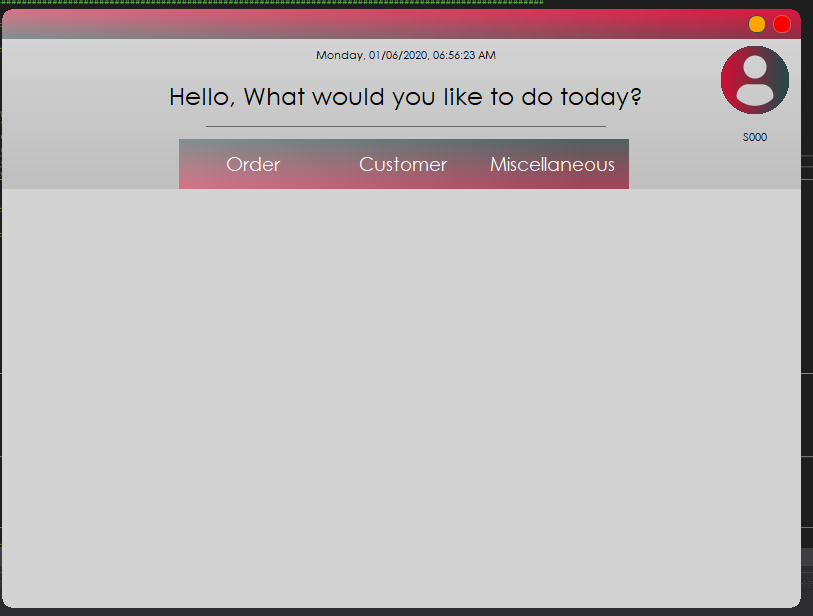 Monday, 01/06/2020, 06:56:23 AM
Hello, What would you like to do today?
S000
Order Customer Miscellaneous